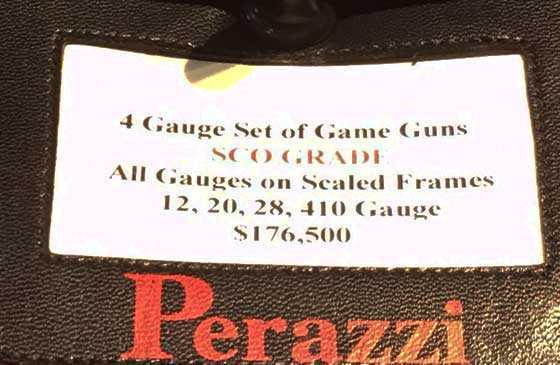 4 Gauge Set of Game Guns
SCO GRADE
All Gauges on Scaled Frames
12, 20, 28, 410 Gauge
$176,500
Perazzi